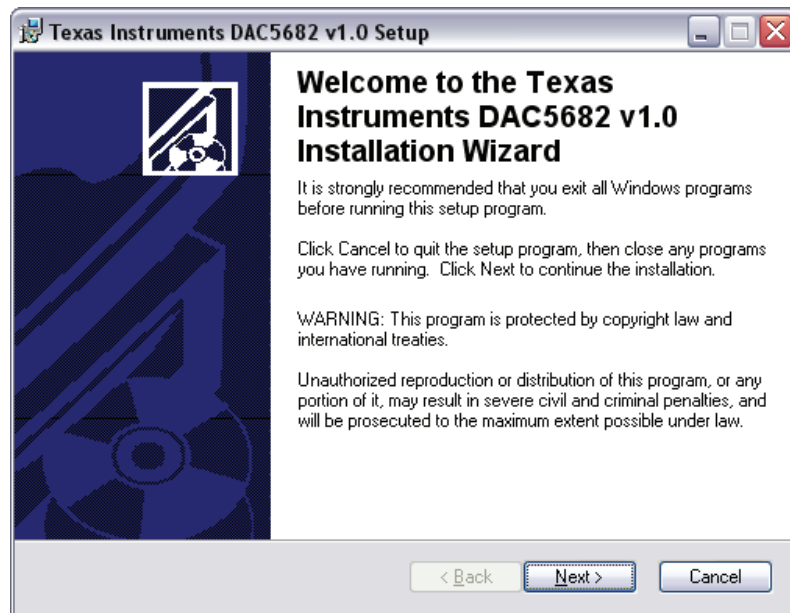 Texas Instruments DAC5682 v1.0 Setup
Welcome to the Texas
Instruments DAC5682 v1.0
Installation Wizard
It is strongly recommended that you exit all Windows programs
before running this setup program.
Click Cancel to quit the setup program, then close any programs
you have running.  Click Next to continue the installation.
WARNING: This program is protected by copyright law and
international treaties.
Unauthorized reproduction or distribution of this program, or any
portion of it, may result in severe civil and criminal penalties, and
will be prosecuted to the maximum extent possible under law.
< Back Next > Cancel